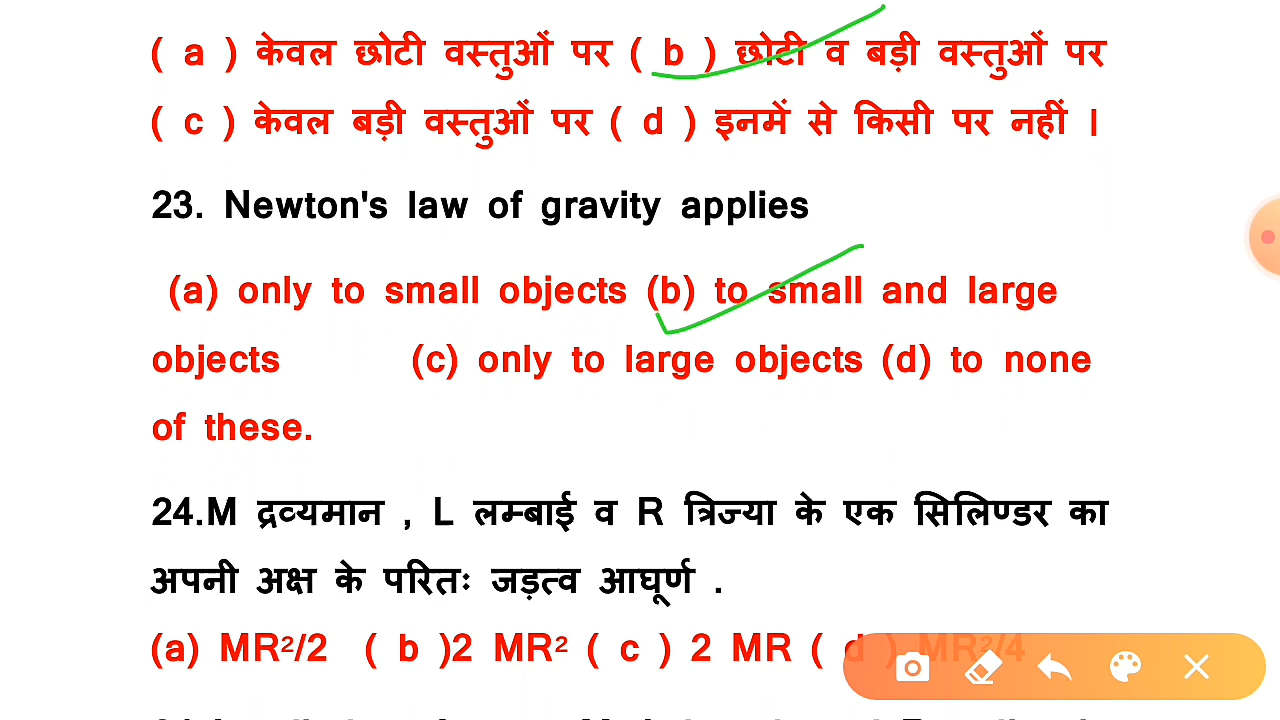 ( a ) केवल छोटी वस्तुओं पर ( b ) छोटी व बड़ी वस्तुओं पर
( c ) केवल बड़ी वस्तुओं पर ( d ) इनमें से किसी पर नहीं ।
23. Newton's law of gravity applies
(a) only to small objects (b) to small and large
objects (c) only to large objects (d) to none
of these.
24.M द्रव्यमान , L लम्बाई व R त्रिज्या के एक सिलिण्डर का
अपनी अक्ष के परितः जड़त्व आघूर्ण .
(a) MR²/2 ( b )2 MR² ( c ) 2 MR ( d ) MR²/4